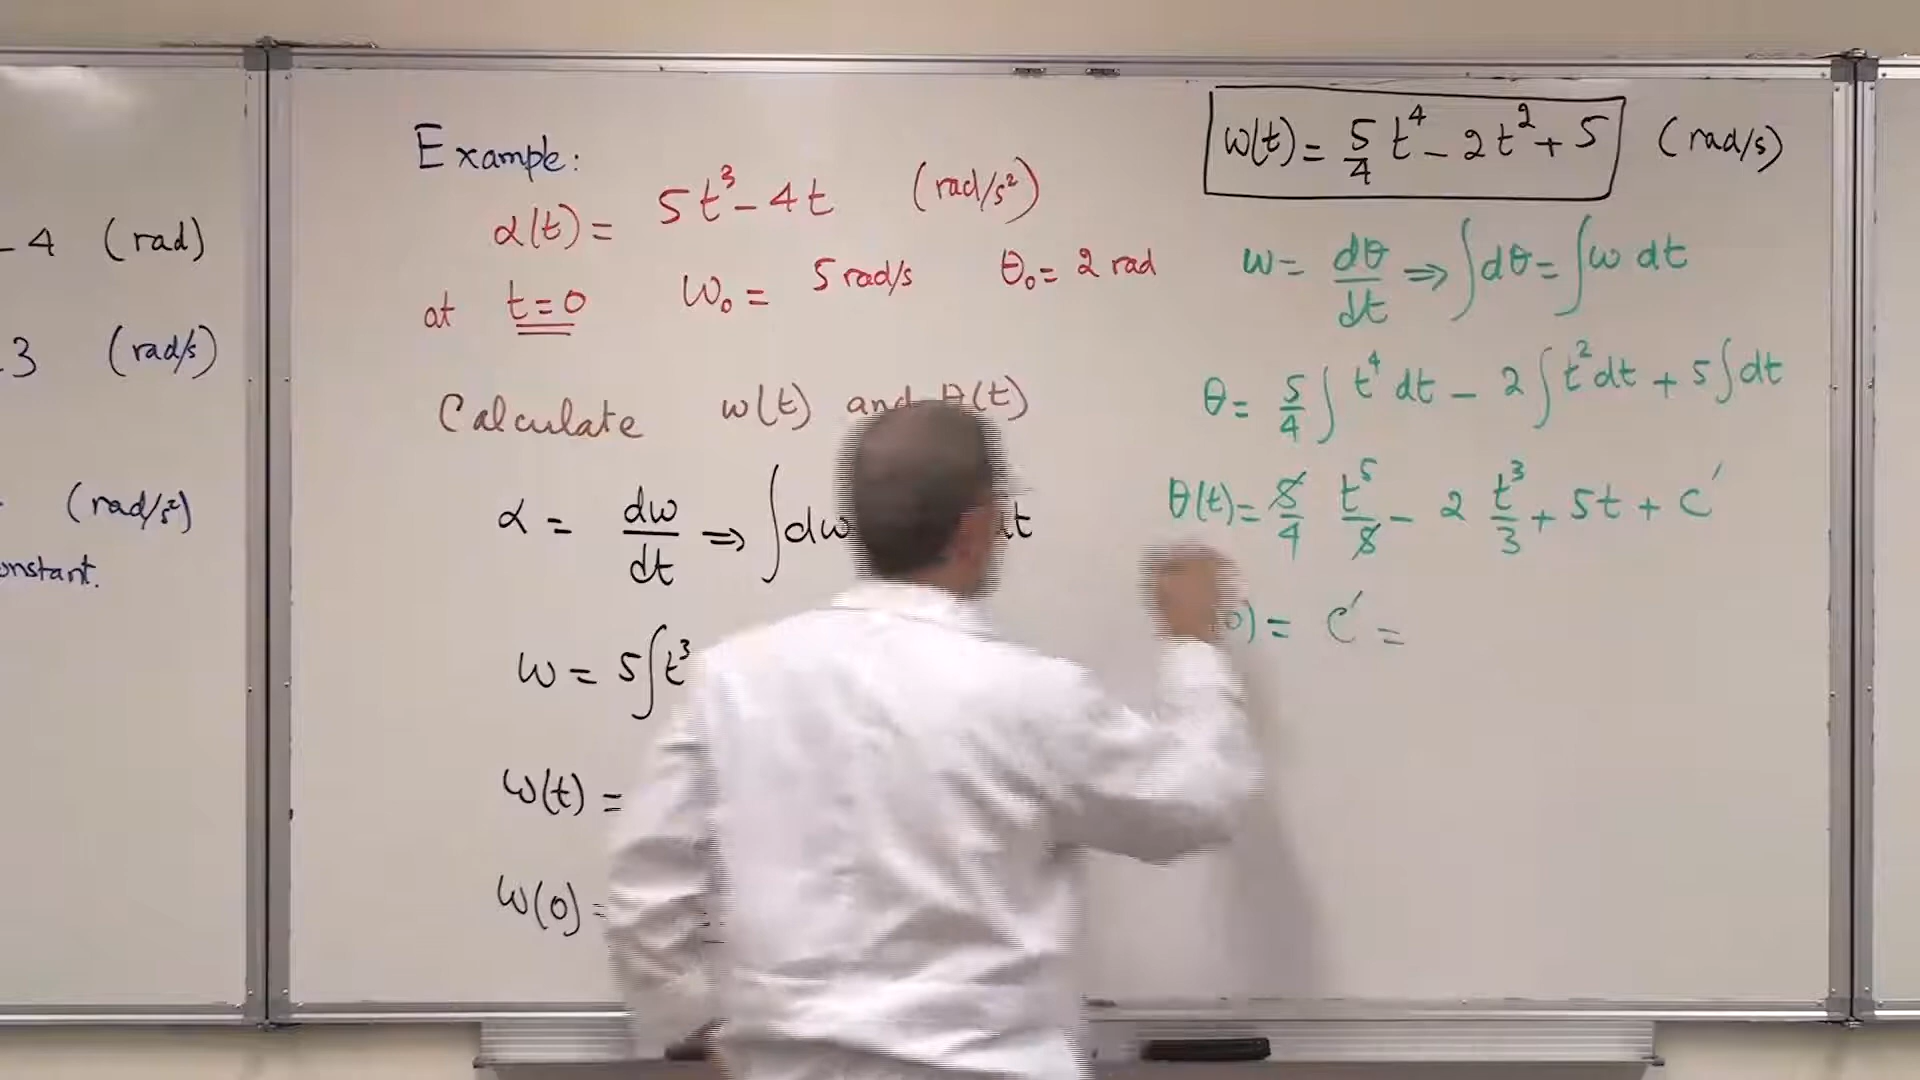 - 4 (rad)
3 (rad/s)
(rad/s²)
onstant.
Example:
α(t) = 5t³ - 4t (rad/s²)
at t=0 ω₀ = 5 rad/s θ₀ = 2 rad
Calculate ω(t) and θ(t)
α = dω/dt ⇒ ∫dω dt
ω = 5∫t³
ω(t) =
ω(0) =
ω(t) = 5/4 t⁴ - 2t² + 5 (rad/s)
ω = dθ/dt ⇒ ∫dθ = ∫ω dt
θ = 5/4 ∫t⁴ dt - 2∫t² dt + 5∫dt
θ(t) = 5/4 t⁵/5 - 2 t³/3 + 5t + C′
0) = C′ =